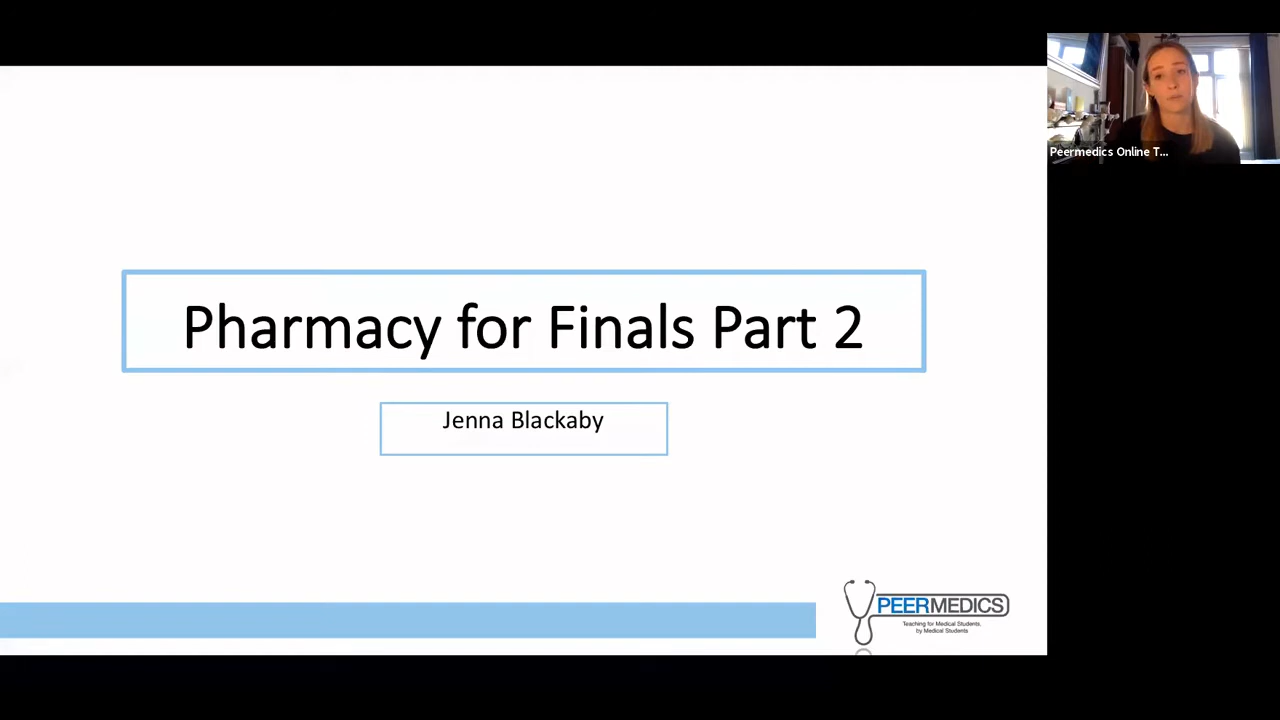 Pharmacy for Finals Part 2
Jenna Blackaby
PEERMEDICS
Teaching for Medical Students,
by Medical Students
Peermedics Online T...